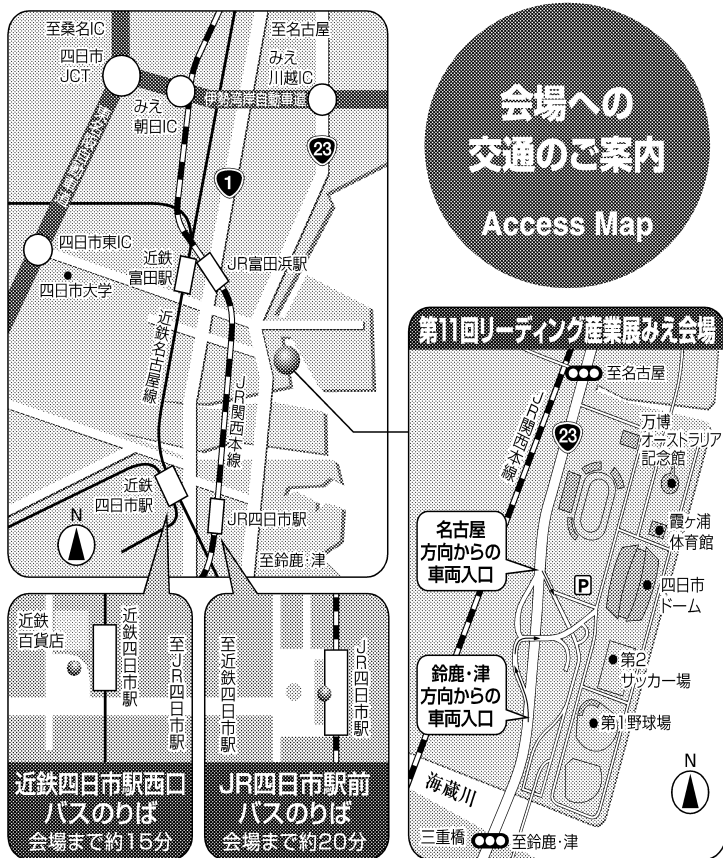 会場への
交通のご案内
Access Map
至桑名IC
四日市
JCT
至名古屋
みえ
川越IC
みえ
朝日IC
伊勢湾岸自動車道
23
1
四日市東IC
四日市大学
近鉄
富田駅
JR富田浜駅
近鉄名古屋線
JR関西本線
近鉄
四日市駅
JR四日市駅
至鈴鹿・津
N
近鉄
百貨店
近鉄四日市駅
至JR四日市駅
近鉄四日市駅西口
バスのりば
会場まで約15分
至近鉄四日市駅
JR四日市駅
JR四日市駅前
バスのりば
会場まで約20分
第11回リーディング産業展みえ会場
至名古屋
JR関西本線
23
万博
オーストラリア
記念館
霞ヶ浦
体育館
名古屋
方向からの
車両入口
P
四日市
ドーム
第2
サッカー場
鈴鹿・津
方向からの
車両入口
第1野球場
海蔵川
N
三重橋
至鈴鹿・津